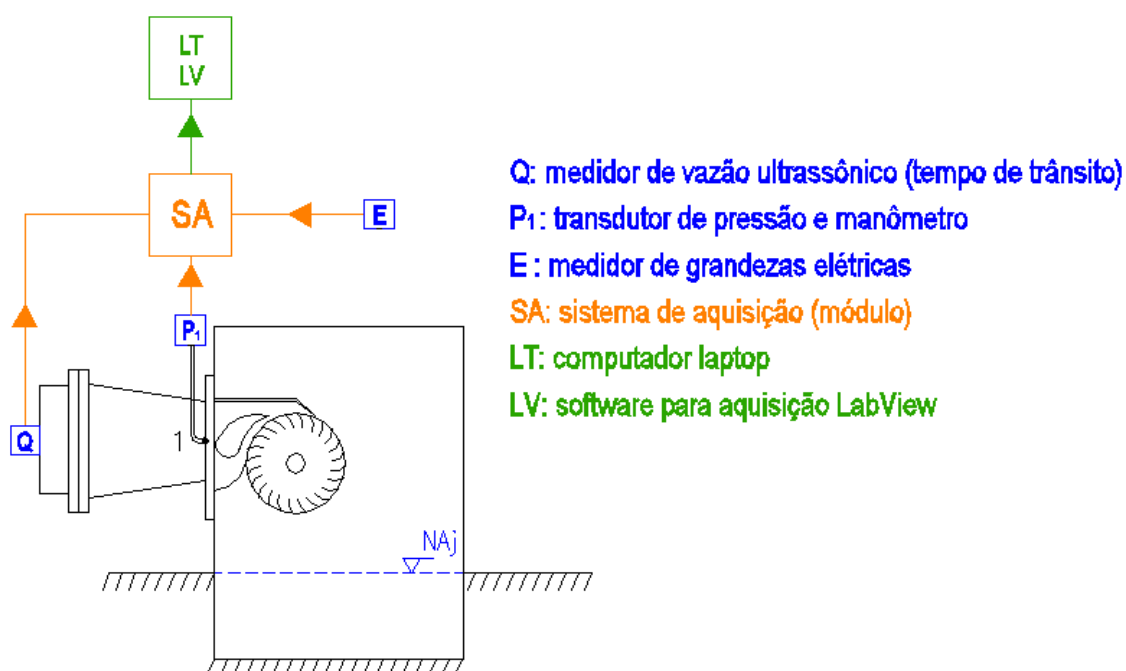 LT
LV
SA
E
P₁
Q
1
NAj
Q: medidor de vazão ultrassônico (tempo de trânsito)
P₁: transdutor de pressão e manômetro
E : medidor de grandezas elétricas
SA: sistema de aquisição (módulo)
LT: computador laptop
LV: software para aquisição LabView